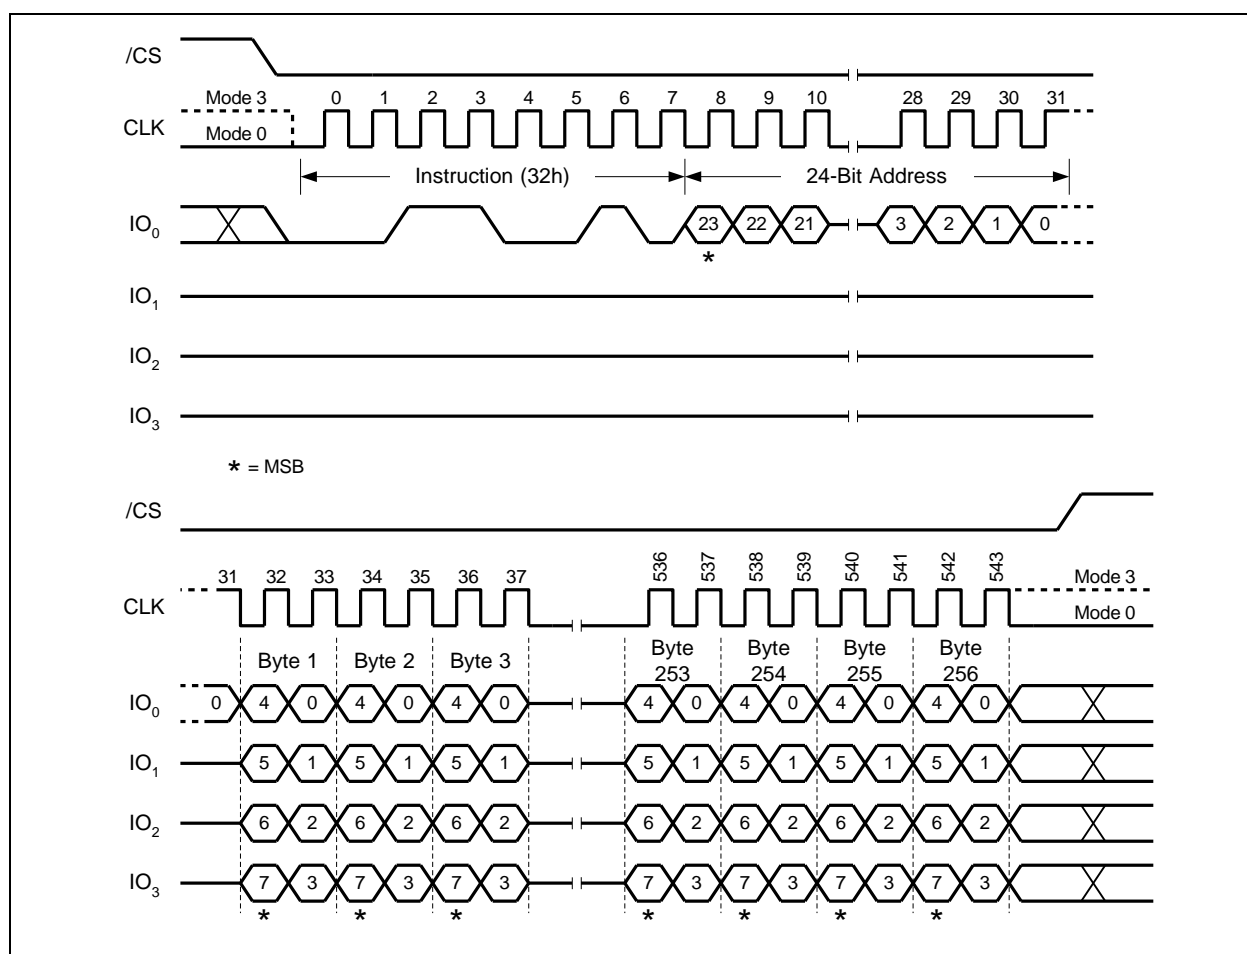 /CS
Mode 3 0 1 2 3 4 5 6 7 8 9 10 28 29 30 31
CLK
Mode 0
Instruction (32h) 24-Bit Address
IO0 23 22 21 3 2 1 0
*
IO1
IO2
IO3
* = MSB
/CS
31 32 33 34 35 36 37 536 537 538 539 540 541 542 543 Mode 3
CLK
Mode 0
Byte 1 Byte 2 Byte 3 Byte 253 Byte 254 Byte 255 Byte 256
IO0 0 4 0 4 0 4 0 4 0 4 0 4 0 4 0
IO1 5 1 5 1 5 1 5 1 5 1 5 1 5 1
IO2 6 2 6 2 6 2 6 2 6 2 6 2 6 2
IO3 7 3 7 3 7 3 7 3 7 3 7 3 7 3
* * * * * * *